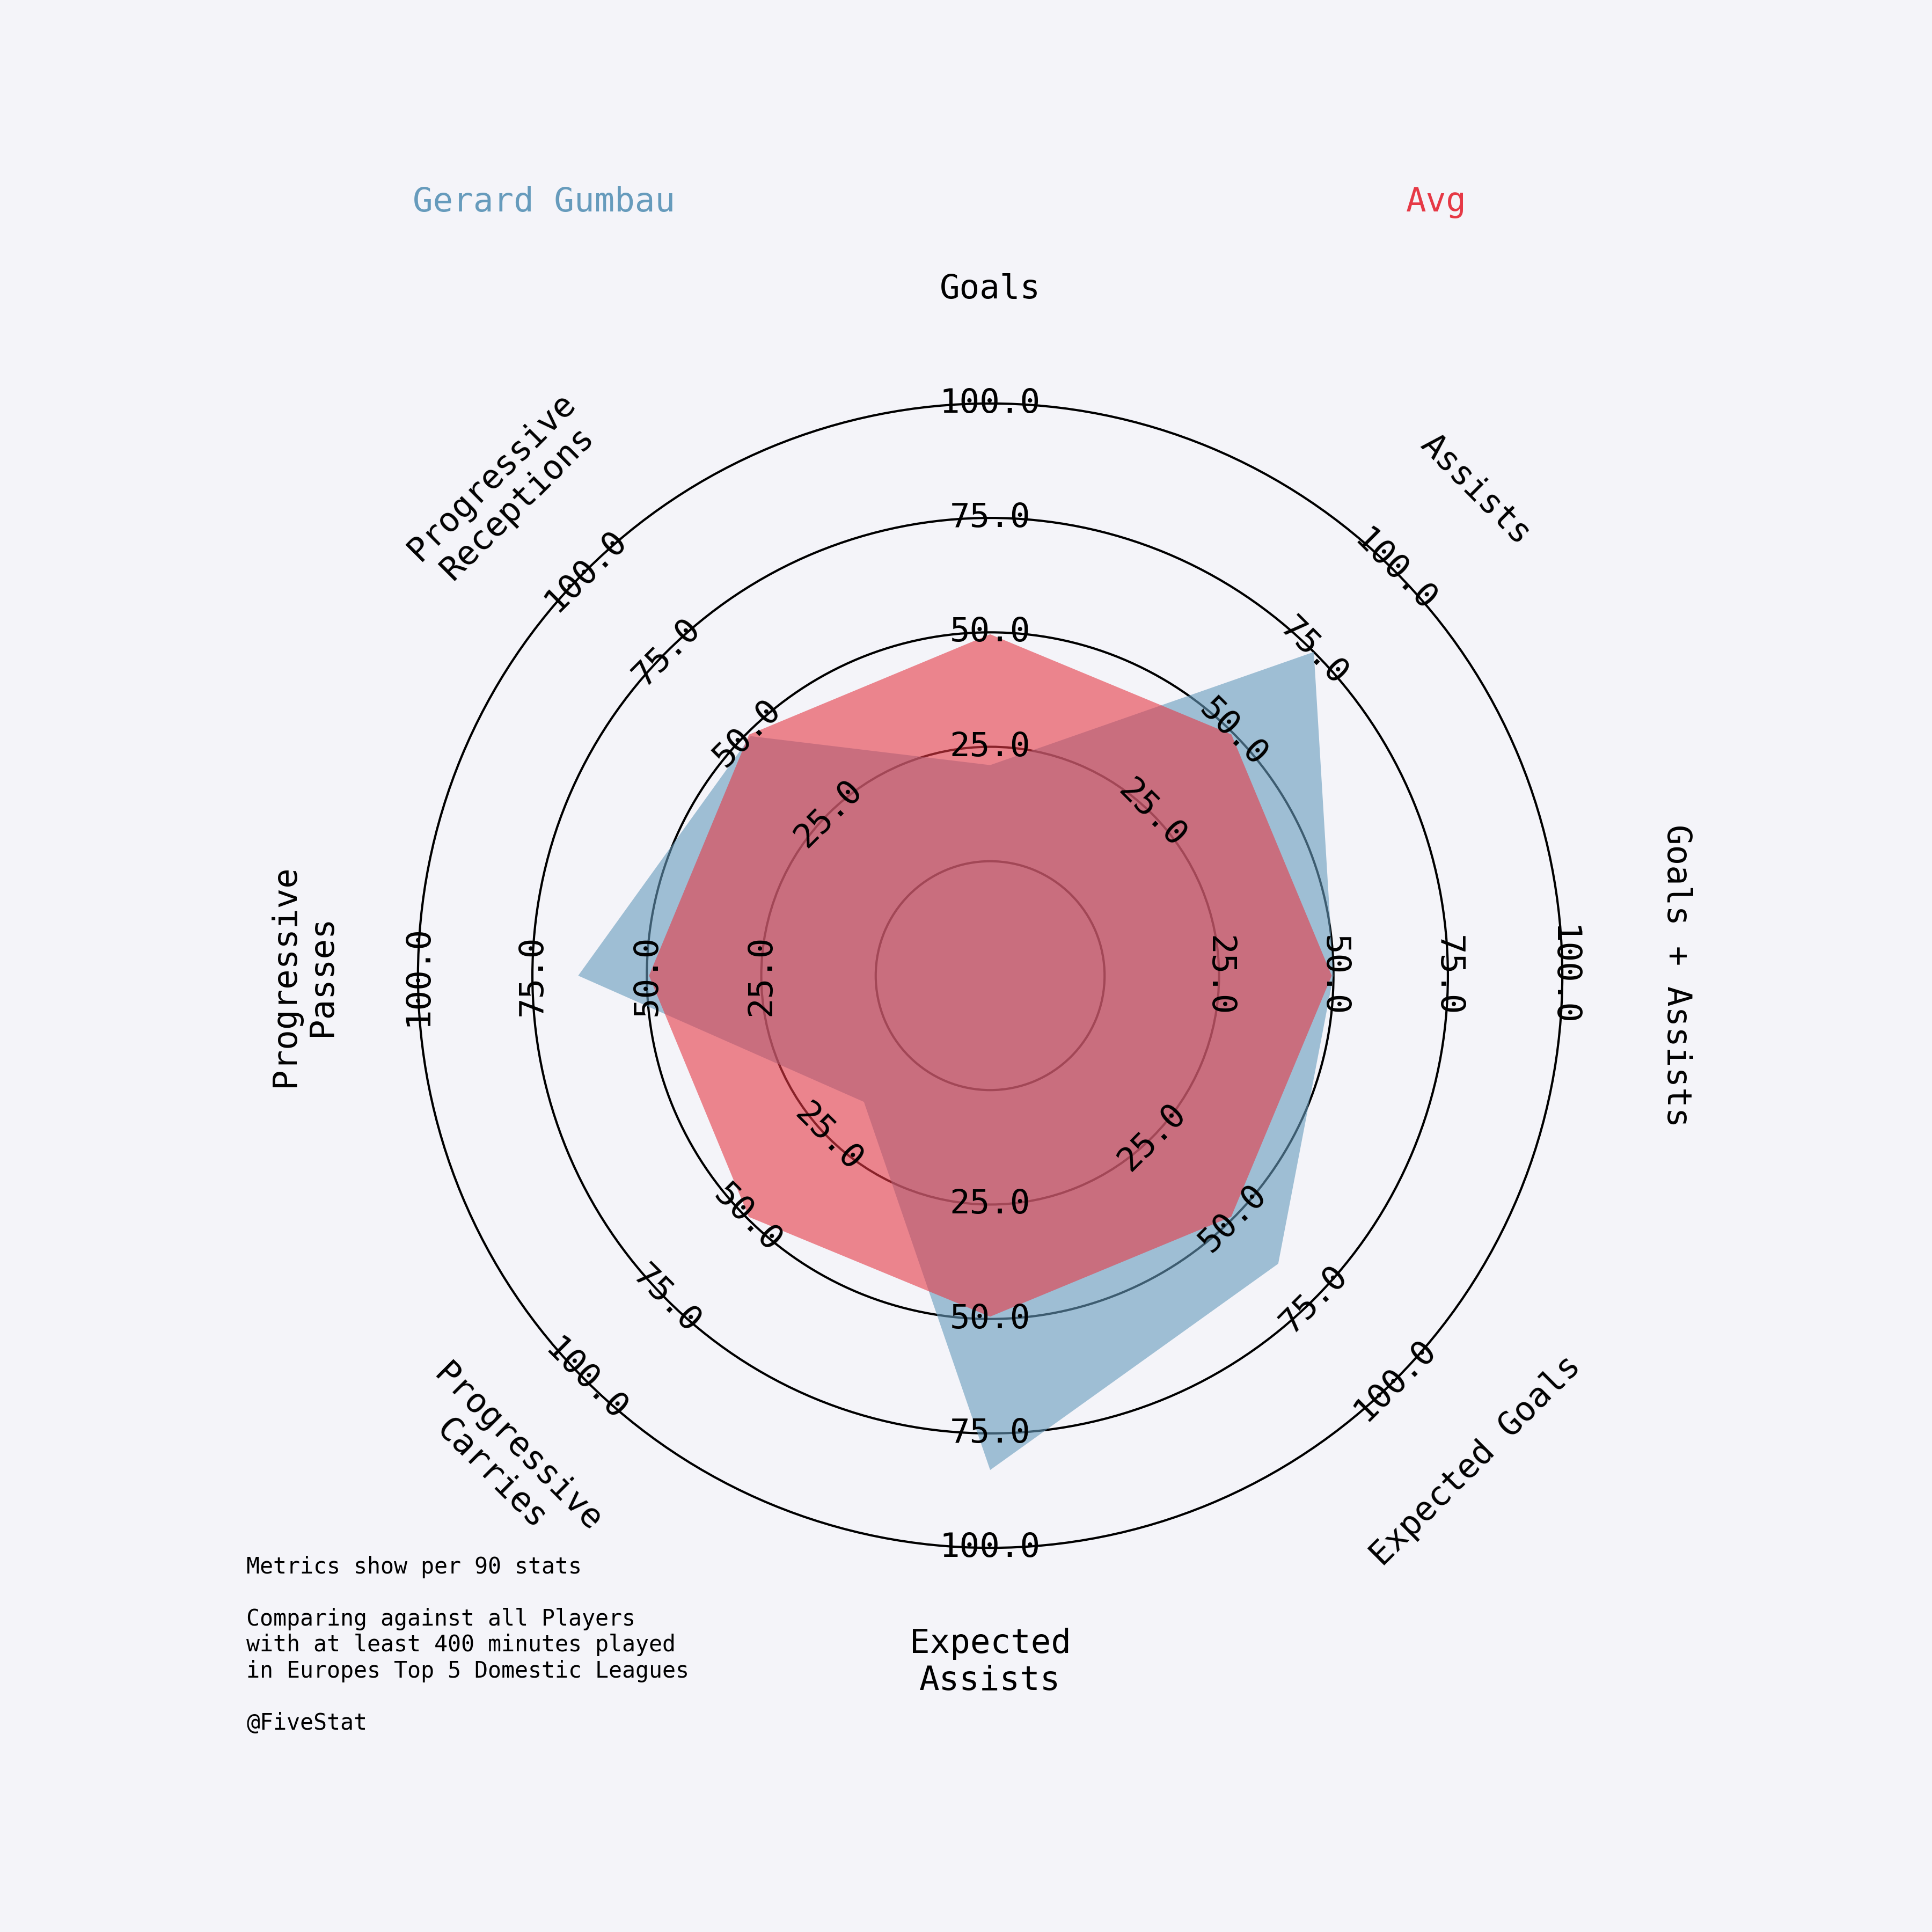 Gerard Gumbau
Avg
Goals
Assists
Goals + Assists
Expected Goals
Expected
Assists
Progressive
Carries
Progressive
Passes
Progressive
Receptions
100.0
75.0
50.0
25.0
100.0
75.0
50.0
25.0
100.0
75.0
50.0
25.0
100.0
75.0
50.0
25.0
25.0
50.0
75.0
100.0
25.0
50.0
75.0
100.0
100.0
75.0
50.0
25.0
100.0
75.0
50.0
25.0
Metrics show per 90 stats
Comparing against all Players
with at least 400 minutes played
in Europes Top 5 Domestic Leagues
@FiveStat